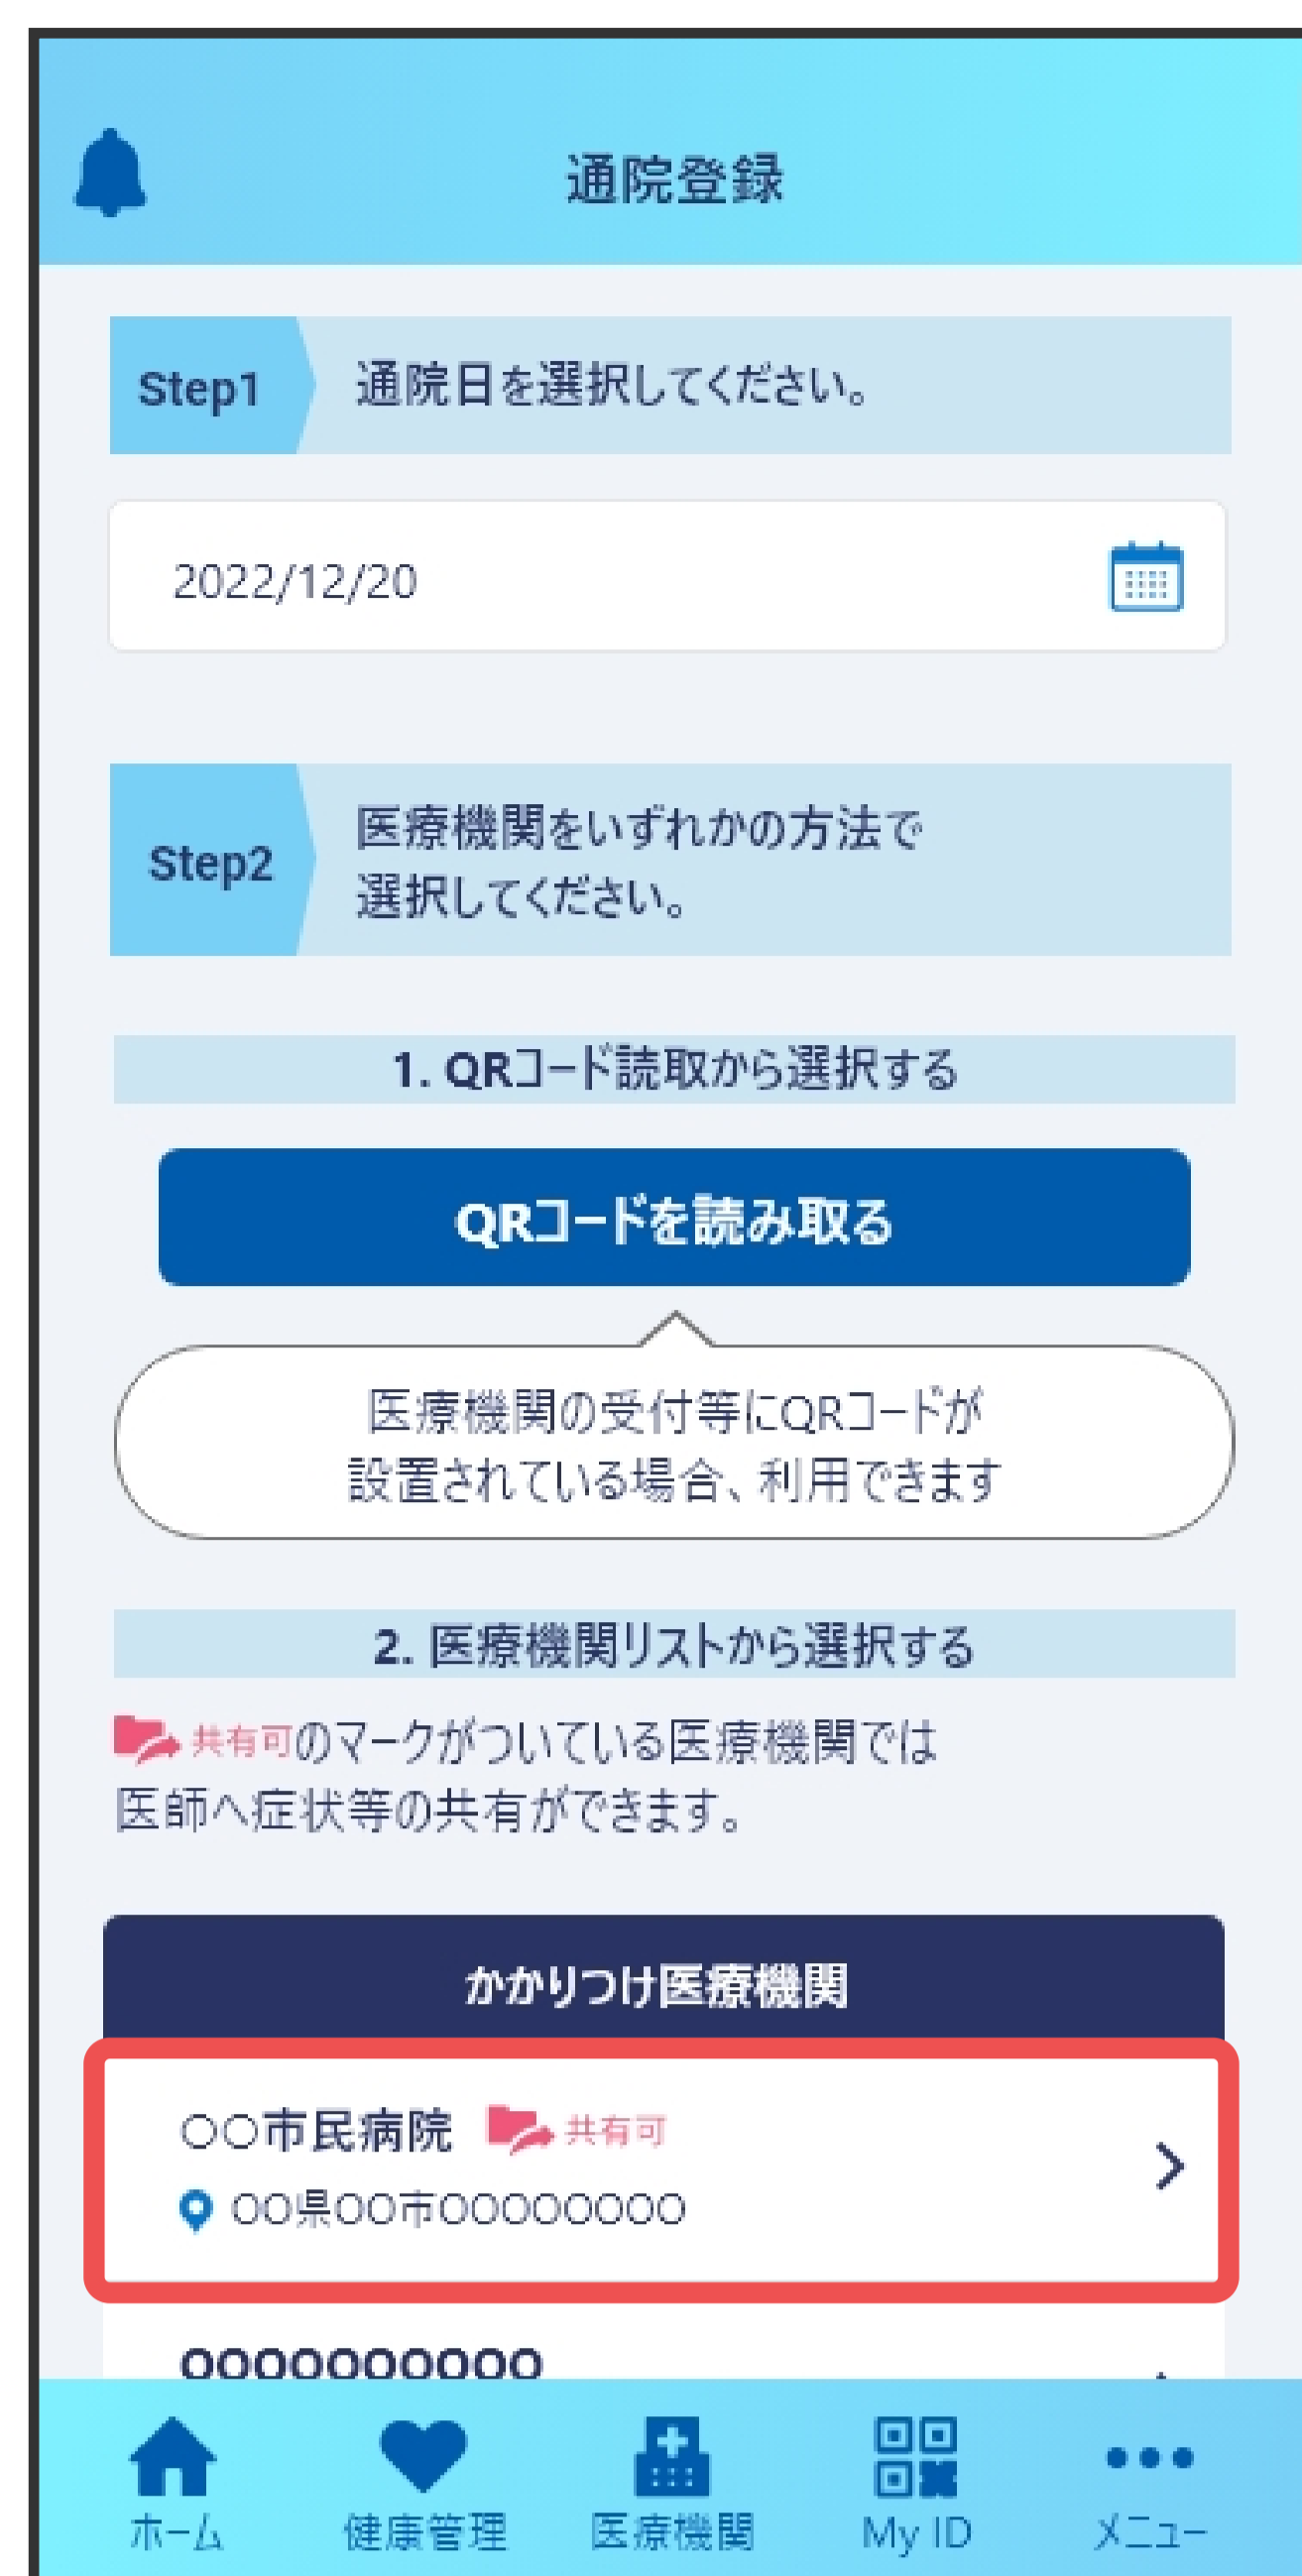 通院登録
Step1
通院日を選択してください。
2022/12/20
Step2
医療機関をいずれかの方法で
選択してください。
1. QRコード読取から選択する
QRコードを読み取る
医療機関の受付等にQRコードが
設置されている場合、利用できます
2. 医療機関リストから選択する
共有可のマークがついている医療機関では
医師へ症状等の共有ができます。
かかりつけ医療機関
○○市民病院 共有可
○○県○○市○○○○○○○○
○○○○○○○○○○
ホーム
健康管理
医療機関
My ID
メニュー